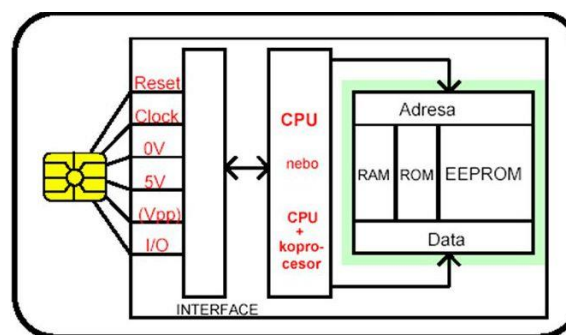 Reset
Clock
0V
5V
(Vpp)
I/O
INTERFACE
CPU
nebo
CPU
+
kopro-
cesor
Adresa
RAM ROM EEPROM
Data